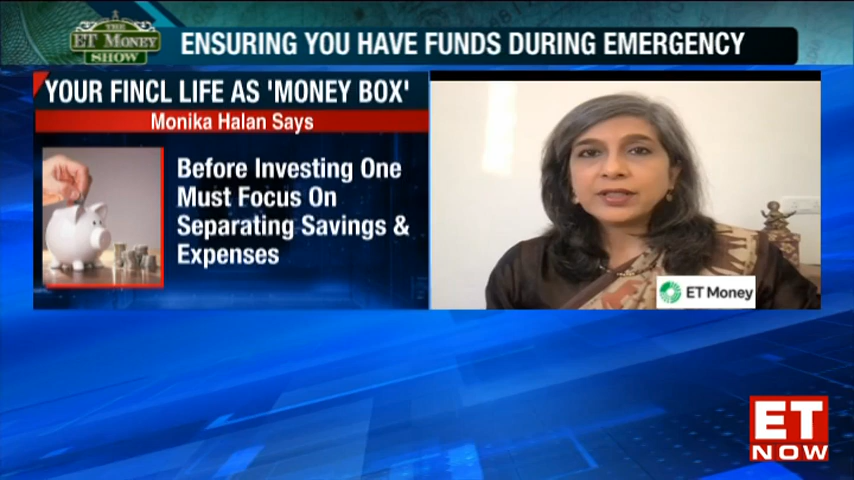 THE
ET MONEY
SHOW
ENSURING YOU HAVE FUNDS DURING EMERGENCY
YOUR FINCL LIFE AS 'MONEY BOX'
Monika Halan Says
Before Investing One
Must Focus On
Separating Savings &
Expenses
ET Money
ET
NOW